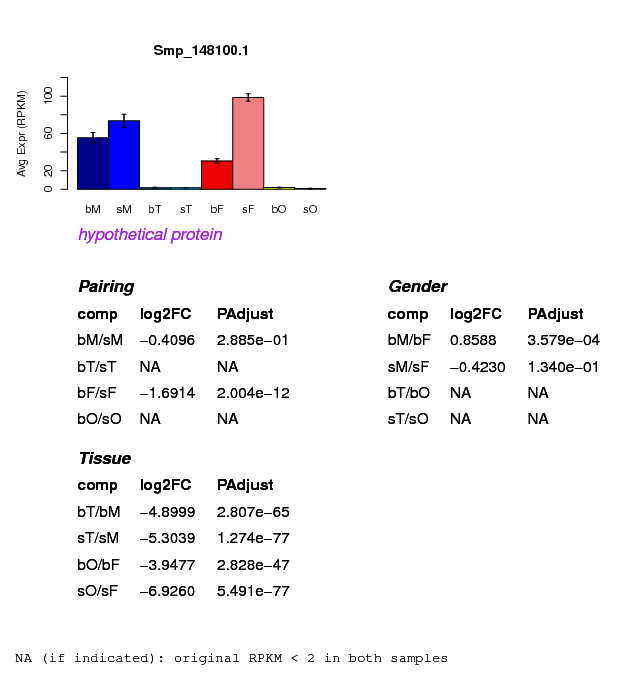 Smp_148100.1
Avg Expr (RPKM)
0 20 60 100
bM sM bT sT bF sF bO sO
hypothetical protein
Pairing
comp log2FC PAdjust
bM/sM −0.4096 2.885e−01
bT/sT NA NA
bF/sF −1.6914 2.004e−12
bO/sO NA NA
Gender
comp log2FC PAdjust
bM/bF 0.8588 3.579e−04
sM/sF −0.4230 1.340e−01
bT/bO NA NA
sT/sO NA NA
Tissue
comp log2FC PAdjust
bT/bM −4.8999 2.807e−65
sT/sM −5.3039 1.274e−77
bO/bF −3.9477 2.828e−47
sO/sF −6.9260 5.491e−77
NA (if indicated): original RPKM < 2 in both samples